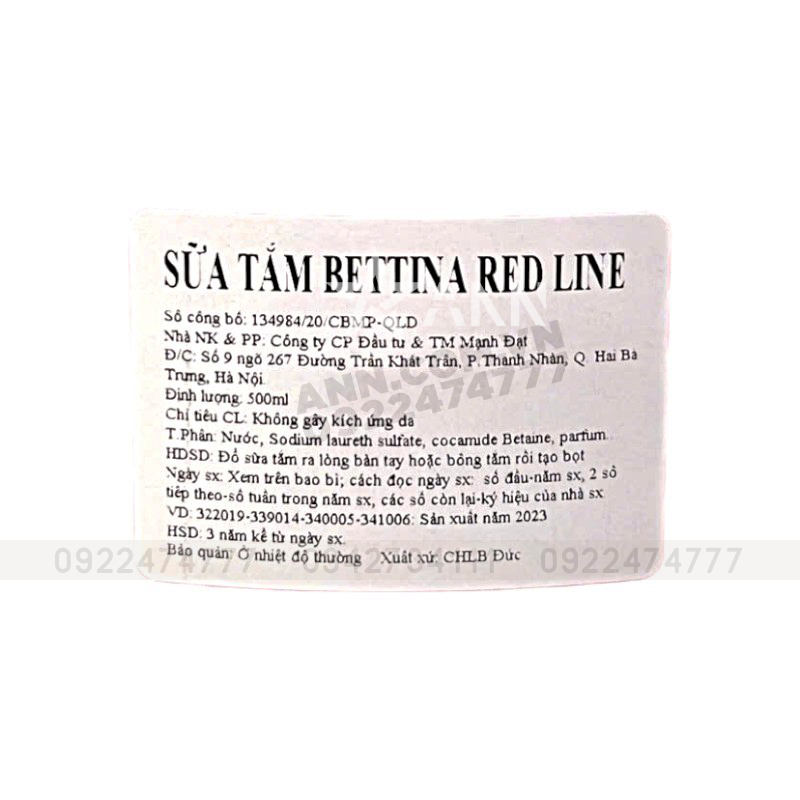 SỮA TẮM BETTINA RED LINE
Số công bố: 134984/20/CBMP-QLD
Nhà NK & PP: Công ty CP Đầu tư & TM Mạnh Đạt
Đ/C: Số 9 ngõ 267 Đường Trần Khát Trân, P.Thanh Nhàn, Q. Hai Bà
Trưng, Hà Nội.
Định lượng: 500ml
Chỉ tiêu CL: Không gây kích ứng da
T.Phần: Nước, Sodium laureth sulfate, cocamide Betaine, parfum..
HDSD: Đổ sữa tắm ra lòng bàn tay hoặc bông tắm rồi tạo bọt
Ngày sx: Xem trên bao bì; cách đọc ngày sx: số đầu-năm sx, 2 số
tiếp theo-số tuần trong năm sx, các số còn lại-ký hiệu của nhà sx
VD: 322019-339014-340005-341006: Sản xuất năm 2023
HSD: 3 năm kể từ ngày sx.
Bảo quản: Ở nhiệt độ thường Xuất xứ: CHLB Đức
ANN.COM.VN
0922474777
0922474777 0922474777